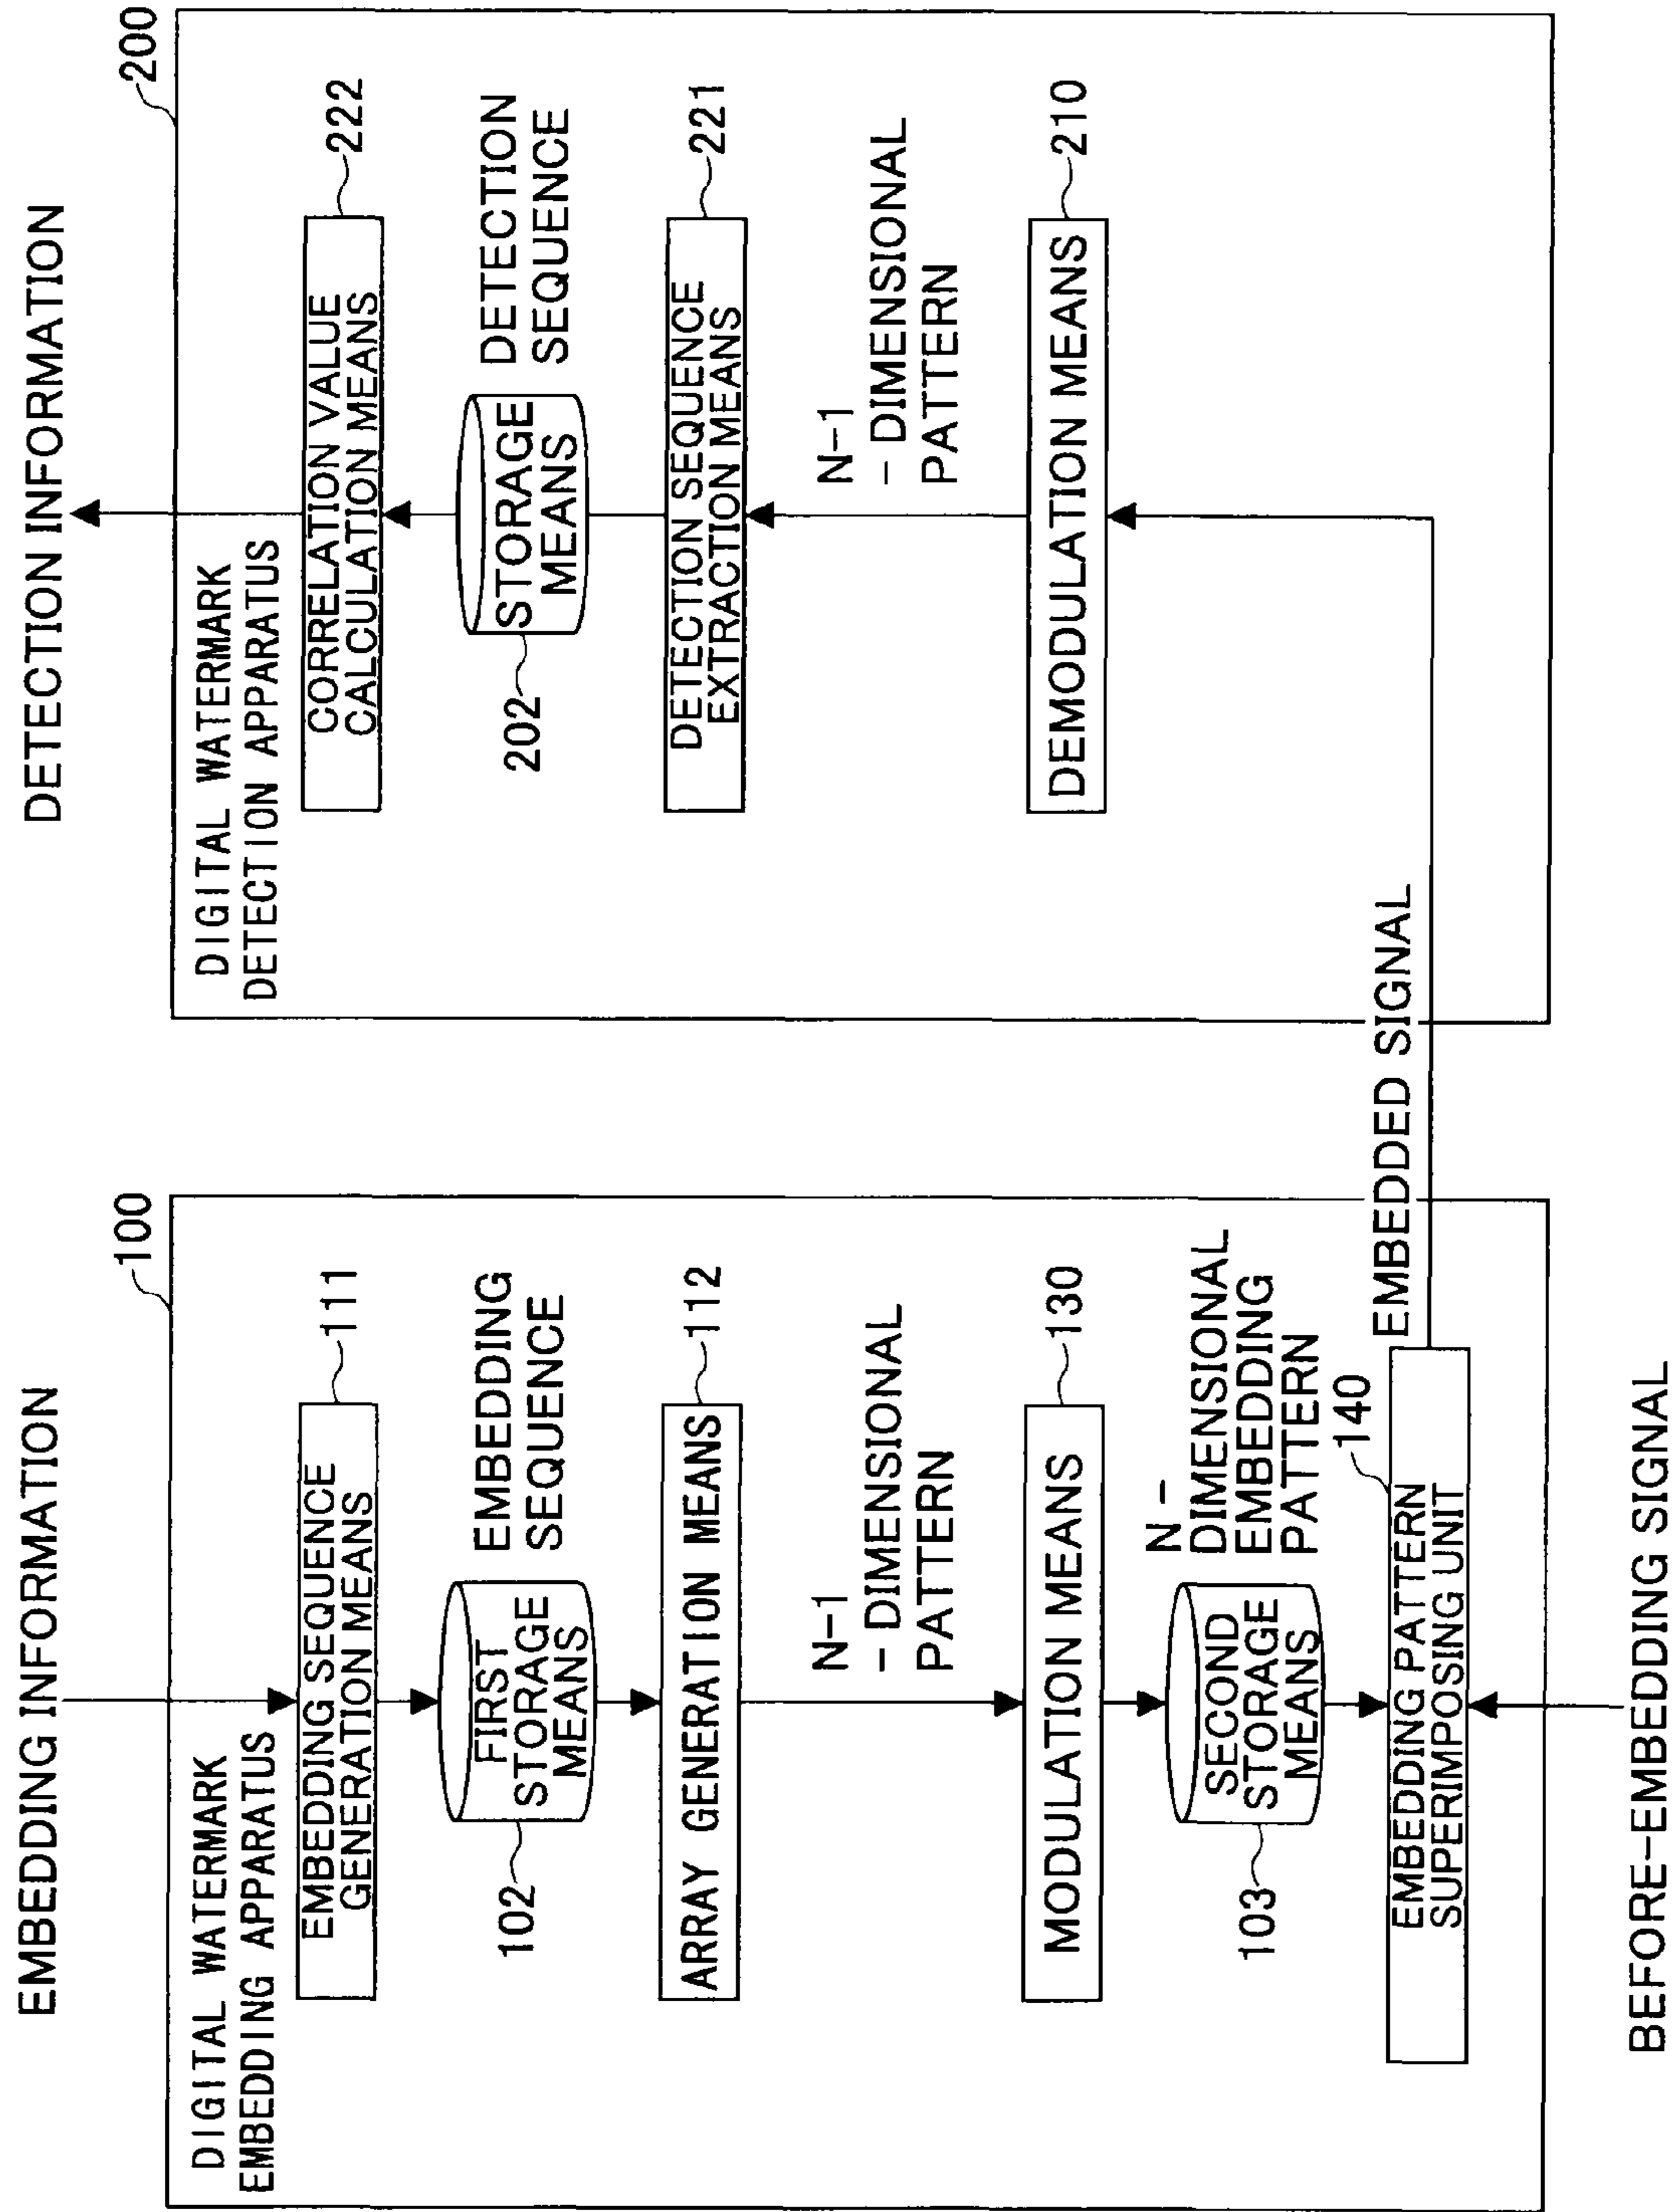 EMBEDDING INFORMATION
100
DIGITAL WATERMARK
EMBEDDING APPARATUS
EMBEDDING SEQUENCE
GENERATION MEANS
111
FIRST
STORAGE
MEANS
102
EMBEDDING
SEQUENCE
ARRAY GENERATION MEANS
112
N-1
- DIMENSIONAL
PATTERN
MODULATION MEANS
130
SECOND
STORAGE
MEANS
103
N -
DIMENSIONAL
EMBEDDING
PATTERN
140
EMBEDDING PATTERN
SUPERIMPOSING UNIT
BEFORE-EMBEDDING SIGNAL
EMBEDDED SIGNAL
DETECTION INFORMATION
200
DIGITAL WATERMARK
DETECTION APPARATUS
CORRELATION VALUE
CALCULATION MEANS
222
STORAGE
MEANS
202
DETECTION
SEQUENCE
DETECTION SEQUENCE
EXTRACTION MEANS
221
N-1
- DIMENSIONAL
PATTERN
DEMODULATION MEANS
210